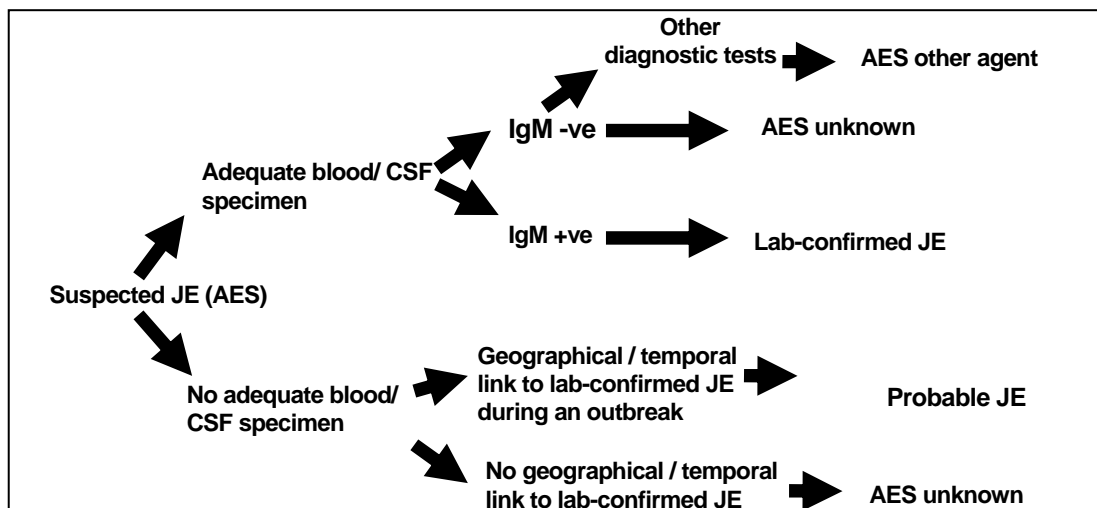 Other
diagnostic tests
AES other agent
IgM -ve
AES unknown
Adequate blood/ CSF
specimen
IgM +ve
Lab-confirmed JE
Suspected JE (AES)
Geographical / temporal
link to lab-confirmed JE
during an outbreak
Probable JE
No adequate blood/
CSF specimen
No geographical / temporal
link to lab-confirmed JE
AES unknown